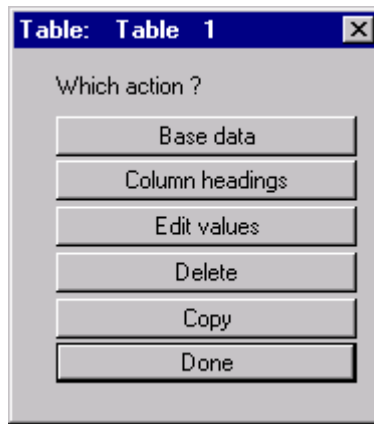 Table: Table 1
Which action ?
Base data
Column headings
Edit values
Delete
Copy
Done